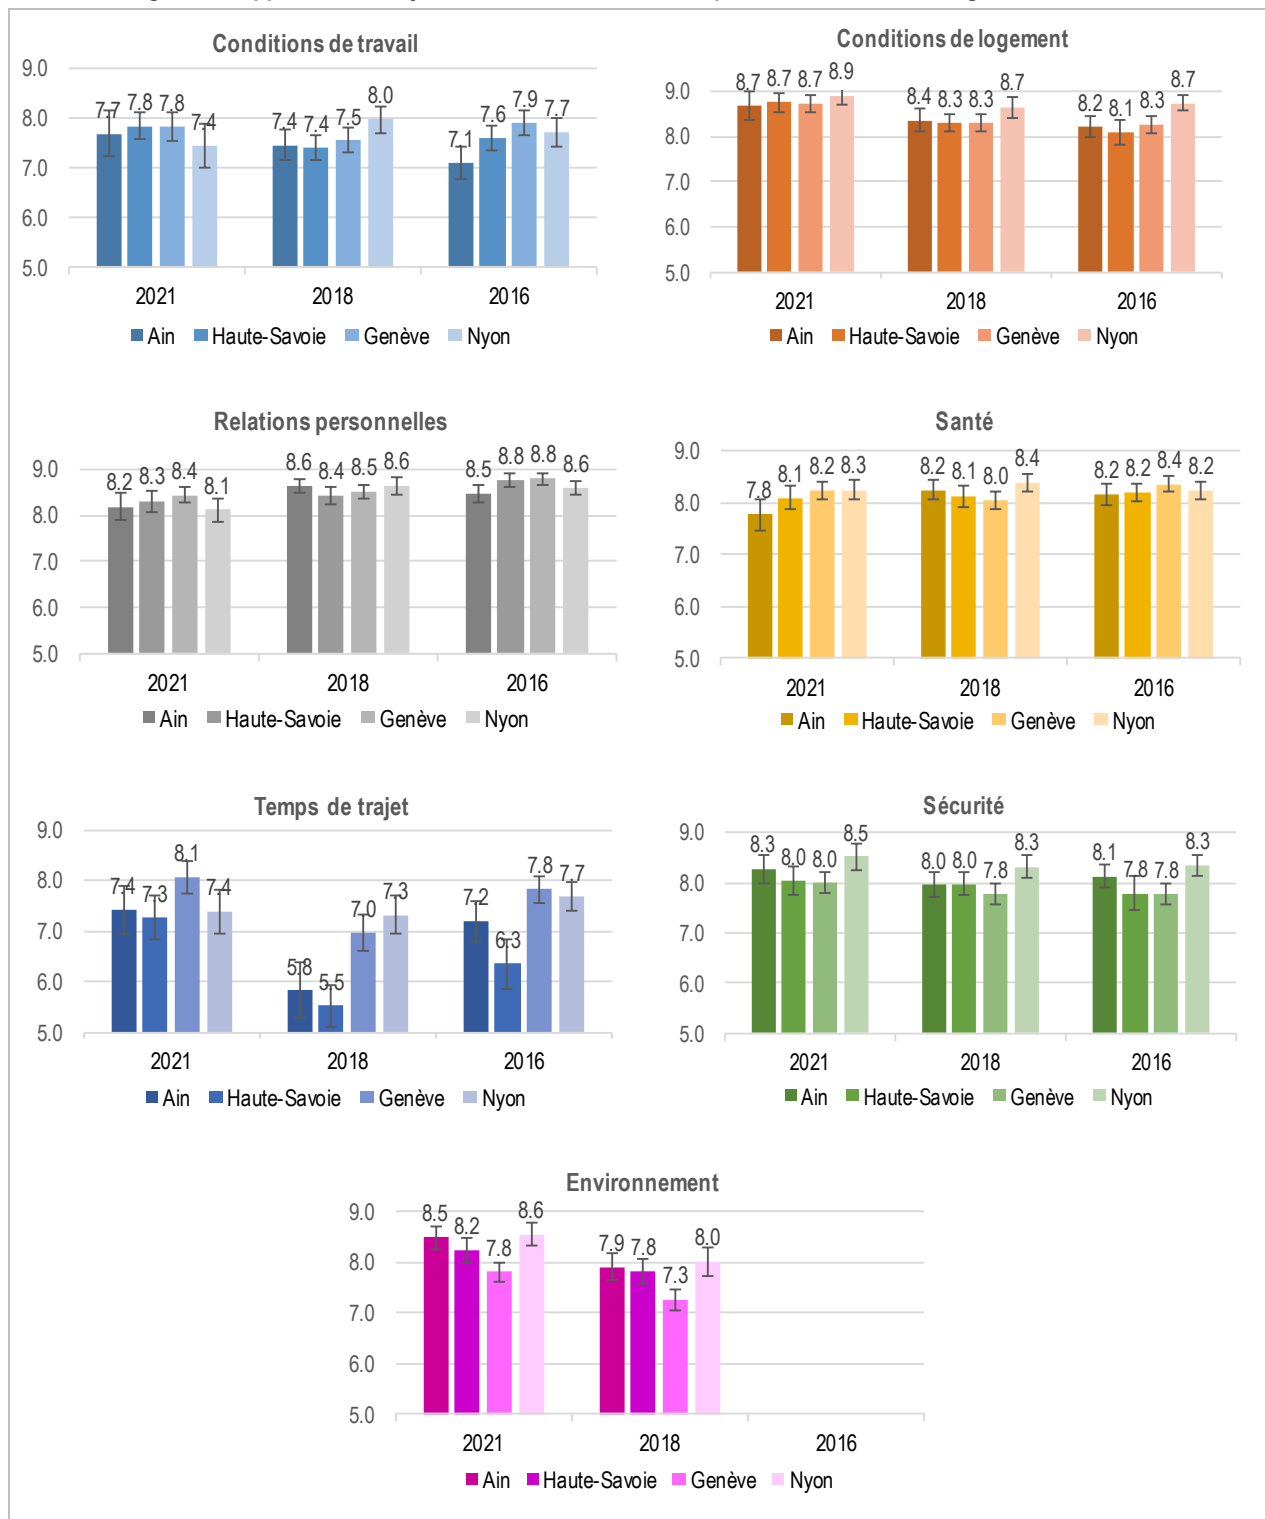 Conditions de travail
9.0
8.0
7.0
6.0
5.0
7.7 7.8 7.8 7.4
7.4 7.4 7.5 8.0
7.1 7.6 7.9 7.7
2021 2018 2016
Ain Haute-Savoie Genève Nyon
Conditions de logement
9.0
8.0
7.0
6.0
5.0
8.7 8.7 8.7 8.9
8.4 8.3 8.3 8.7
8.2 8.1 8.3 8.7
2021 2018 2016
Ain Haute-Savoie Genève Nyon
Relations personnelles
9.0
8.0
7.0
6.0
5.0
8.2 8.3 8.4 8.1
8.6 8.4 8.5 8.6
8.5 8.8 8.8 8.6
2021 2018 2016
Ain Haute-Savoie Genève Nyon
Santé
9.0
8.0
7.0
6.0
5.0
7.8 8.1 8.2 8.3
8.2 8.1 8.0 8.4
8.2 8.2 8.4 8.2
2021 2018 2016
Ain Haute-Savoie Genève Nyon
Temps de trajet
9.0
8.0
7.0
6.0
5.0
7.4 7.3 8.1 7.4
5.8 5.5 7.0 7.3
7.2 6.3 7.8 7.7
2021 2018 2016
Ain Haute-Savoie Genève Nyon
Sécurité
9.0
8.0
7.0
6.0
5.0
8.3 8.0 8.0 8.5
8.0 8.0 7.8 8.3
8.1 7.8 7.8 8.3
2021 2018 2016
Ain Haute-Savoie Genève Nyon
Environnement
9.0
8.0
7.0
6.0
5.0
8.5 8.2 7.8 8.6
7.9 7.8 7.3 8.0
2021 2018 2016
Ain Haute-Savoie Genève Nyon